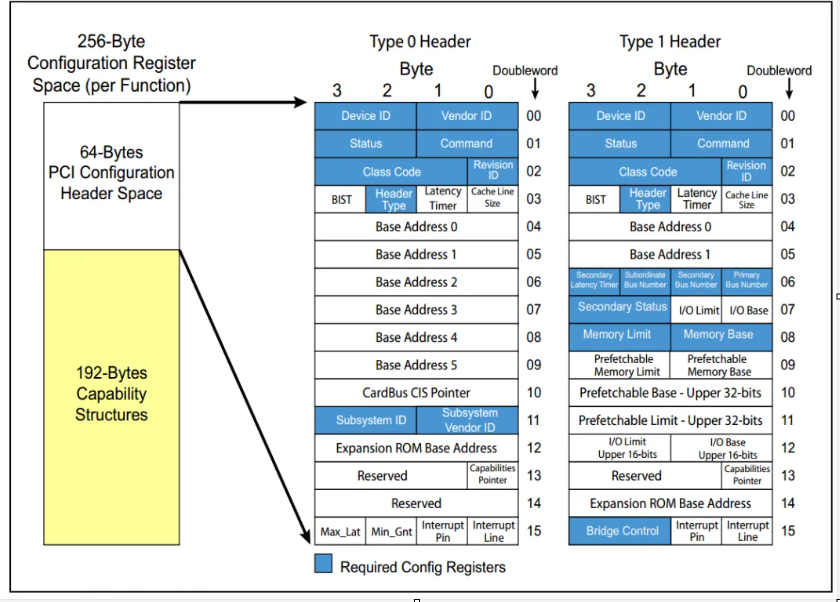 256-Byte
Configuration Register
Space (per Function)
64-Bytes
PCI Configuration
Header Space
192-Bytes
Capability
Structures
Type 0 Header
Byte
Doubleword
3 2 1 0
Device ID Vendor ID 00
Status Command 01
Class Code Revision ID 02
BIST Header Type Latency Timer Cache Line Size 03
Base Address 0 04
Base Address 1 05
Base Address 2 06
Base Address 3 07
Base Address 4 08
Base Address 5 09
CardBus CIS Pointer 10
Subsystem ID Subsystem Vendor ID 11
Expansion ROM Base Address 12
Reserved Capabilities Pointer 13
Reserved 14
Max_Lat Min_Gnt Interrupt Pin Interrupt Line 15
Required Config Registers
Type 1 Header
Byte
Doubleword
3 2 1 0
Device ID Vendor ID 00
Status Command 01
Class Code Revision ID 02
BIST Header Type Latency Timer Cache Line Size 03
Base Address 0 04
Base Address 1 05
Secondary Latency Timer Subordinate Bus Number Secondary Bus Number Primary Bus Number 06
Secondary Status I/O Limit I/O Base 07
Memory Limit Memory Base 08
Prefetchable Memory Limit Prefetchable Memory Base 09
Prefetchable Base - Upper 32-bits 10
Prefetchable Limit - Upper 32-bits 11
I/O Limit Upper 16-bits I/O Base Upper 16-bits 12
Reserved Capabilities Pointer 13
Expansion ROM Base Address 14
Bridge Control Interrupt Pin Interrupt Line 15